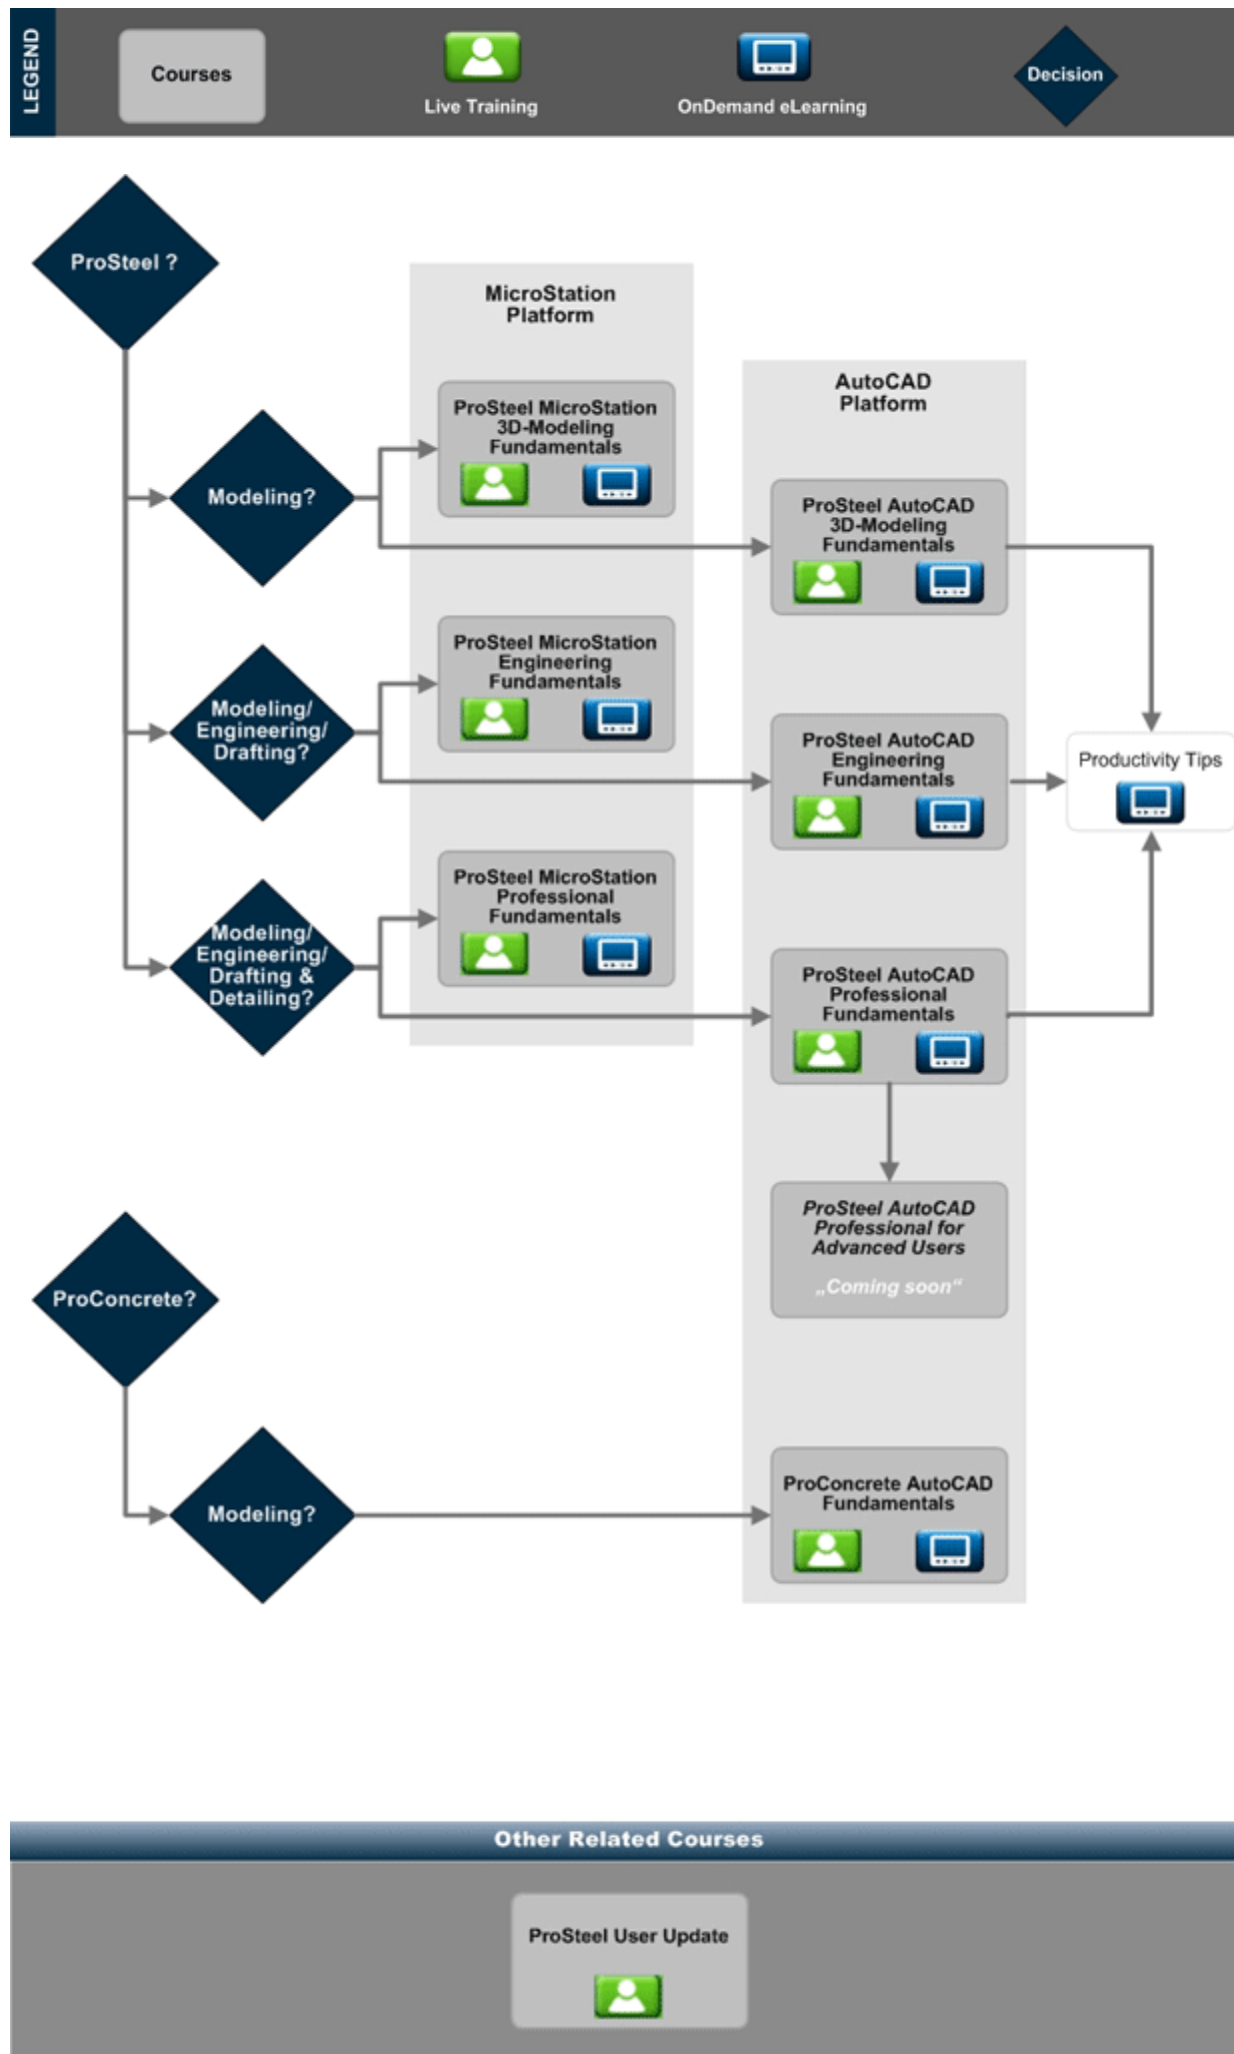 LEGEND
Courses
Live Training
OnDemand eLearning
Decision
ProSteel ?
MicroStation
Platform
AutoCAD
Platform
Modeling?
ProSteel MicroStation
3D-Modeling
Fundamentals
ProSteel AutoCAD
3D-Modeling
Fundamentals
Modeling/
Engineering/
Drafting?
ProSteel MicroStation
Engineering
Fundamentals
ProSteel AutoCAD
Engineering
Fundamentals
Productivity Tips
Modeling/
Engineering/
Drafting &
Detailing?
ProSteel MicroStation
Professional
Fundamentals
ProSteel AutoCAD
Professional
Fundamentals
ProSteel AutoCAD
Professional for
Advanced Users
„Coming soon“
ProConcrete?
Modeling?
ProConcrete AutoCAD
Fundamentals
Other Related Courses
ProSteel User Update